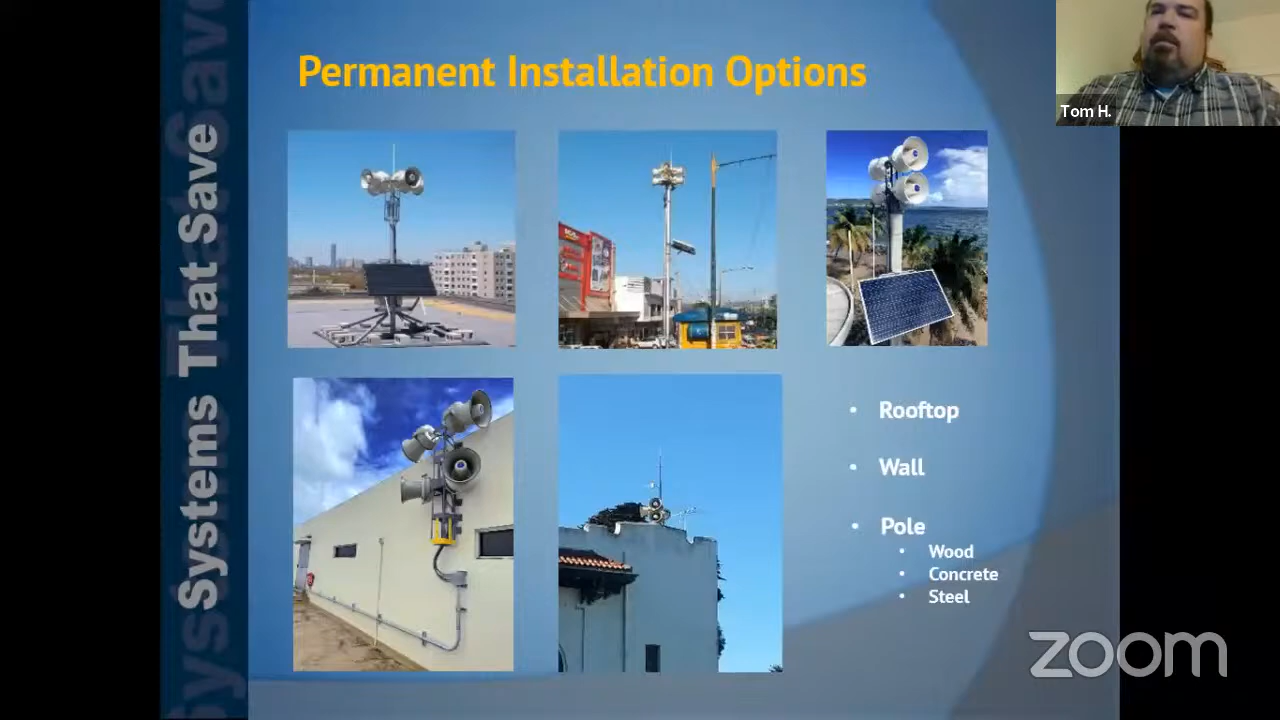 Systems That Save
Permanent Installation Options
Tom H.
• Rooftop
• Wall
• Pole
• Wood
• Concrete
• Steel
zoom